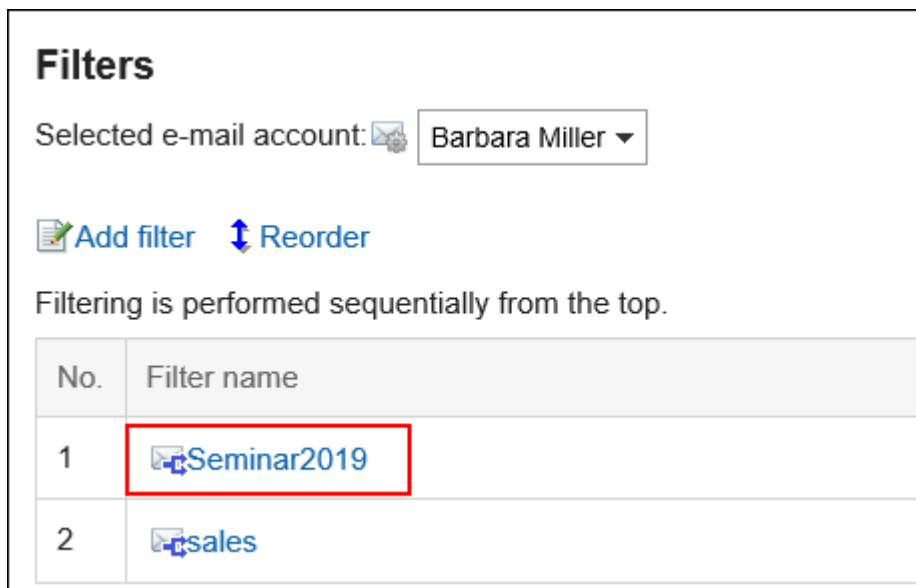 Filters
Selected e-mail account: Barbara Miller
Add filter Reorder
Filtering is performed sequentially from the top.
No. Filter name
1 Seminar2019
2 sales